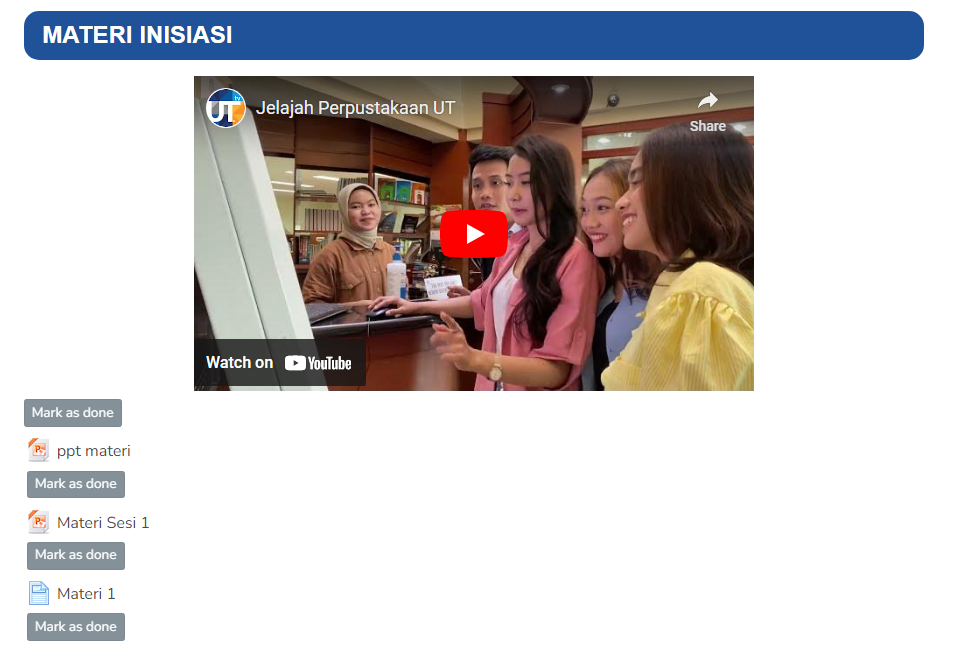 MATERI INISIASI
UT tv
Jelajah Perpustakaan UT
Share
Watch on YouTube
Mark as done
ppt materi
Mark as done
Materi Sesi 1
Mark as done
Materi 1
Mark as done